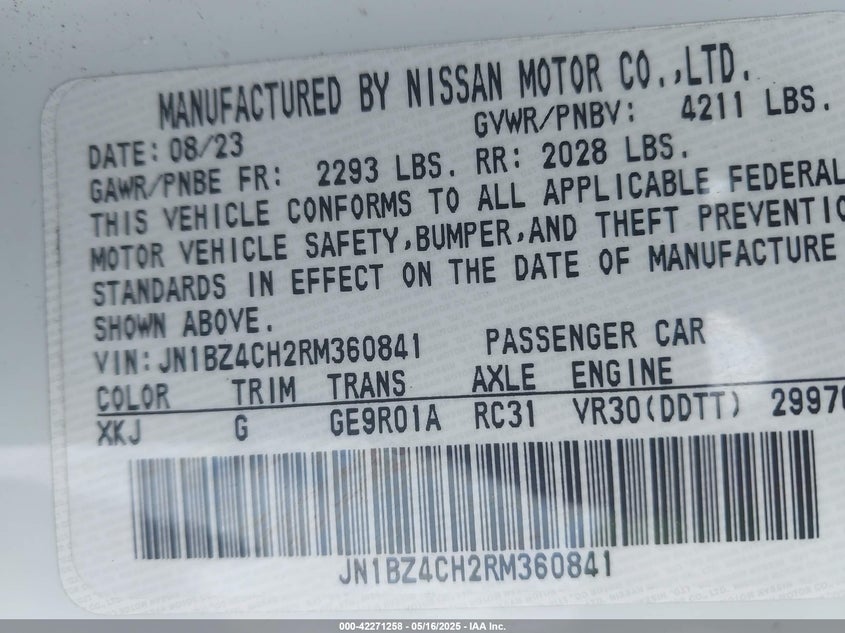 MANUFACTURED BY NISSAN MOTOR CO.,LTD.
DATE: 08/23 GVWR/PNBV: 4211 LBS.
GAWR/PNBE FR: 2293 LBS. RR: 2028 LBS.
THIS VEHICLE CONFORMS TO ALL APPLICABLE FEDERAL
MOTOR VEHICLE SAFETY,BUMPER,AND THEFT PREVENTIO
STANDARDS IN EFFECT ON THE DATE OF MANUFACTURE
SHOWN ABOVE.
VIN: JN1BZ4CH2RM360841 PASSENGER CAR
COLOR TRIM TRANS AXLE ENGINE
XKJ G GE9R01A RC31 VR30(DDTT) 2997
JN1BZ4CH2RM360841
000-42271258 - 05/16/2025 - IAA Inc.